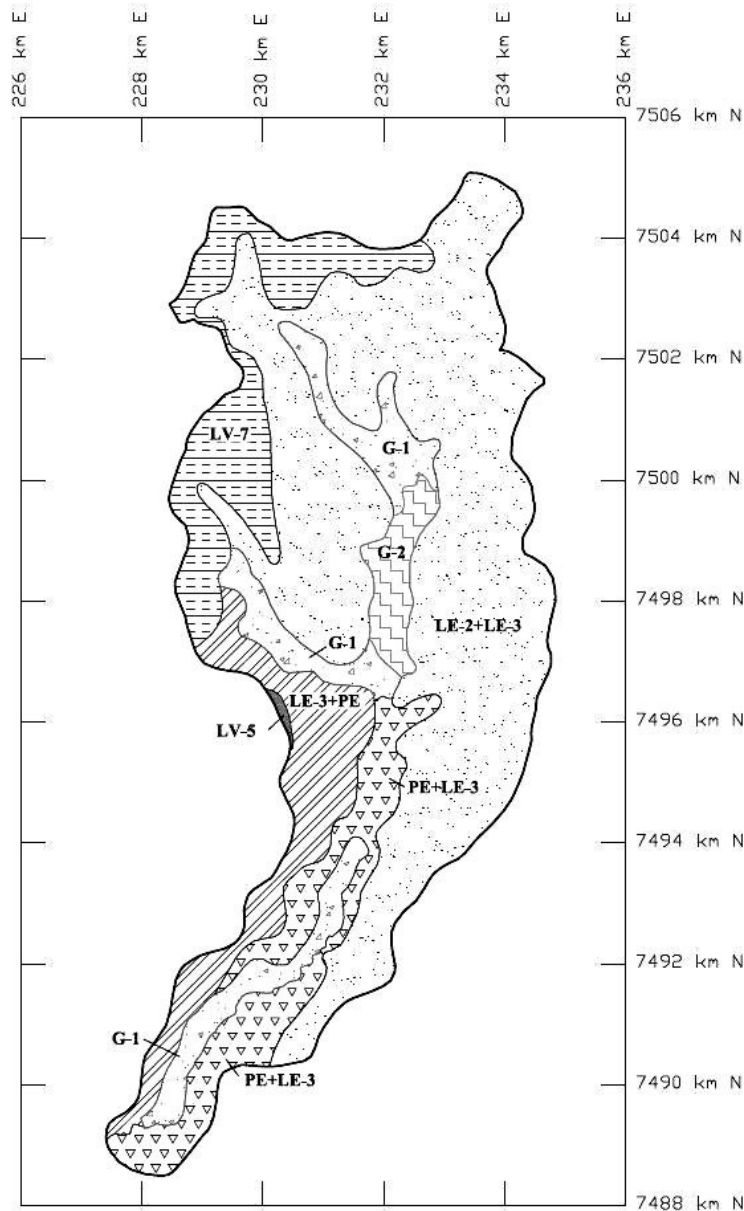 226 km E
228 km E
230 km E
232 km E
234 km E
236 km E
7506 km N
7504 km N
7502 km N
LV-7
G-1
7500 km N
G-2
7498 km N
LE-2+LE-3
G-1
LE-3+PE
LV-5
7496 km N
PE+LE-3
7494 km N
7492 km N
G-1
PE+LE-3
7490 km N
7488 km N